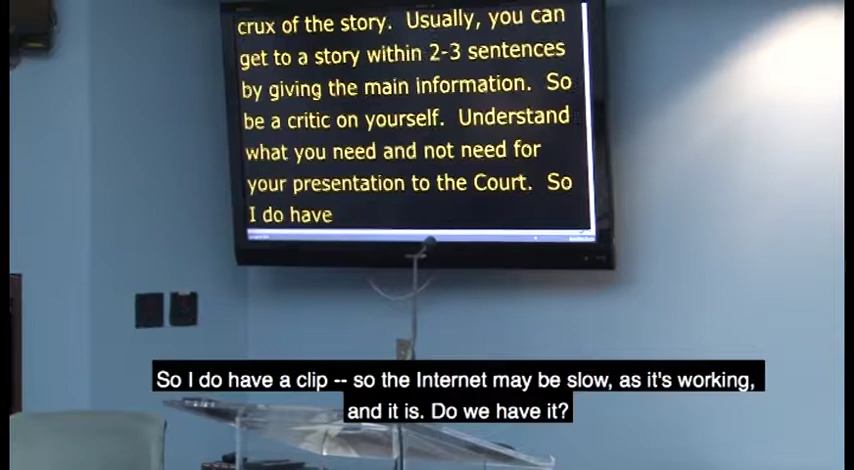 crux of the story.  Usually, you can
get to a story within 2-3 sentences
by giving the main information.  So
be a critic on yourself.  Understand
what you need and not need for
your presentation to the Court.  So
I do have
So I do have a clip -- so the Internet may be slow, as it's working,
and it is. Do we have it?